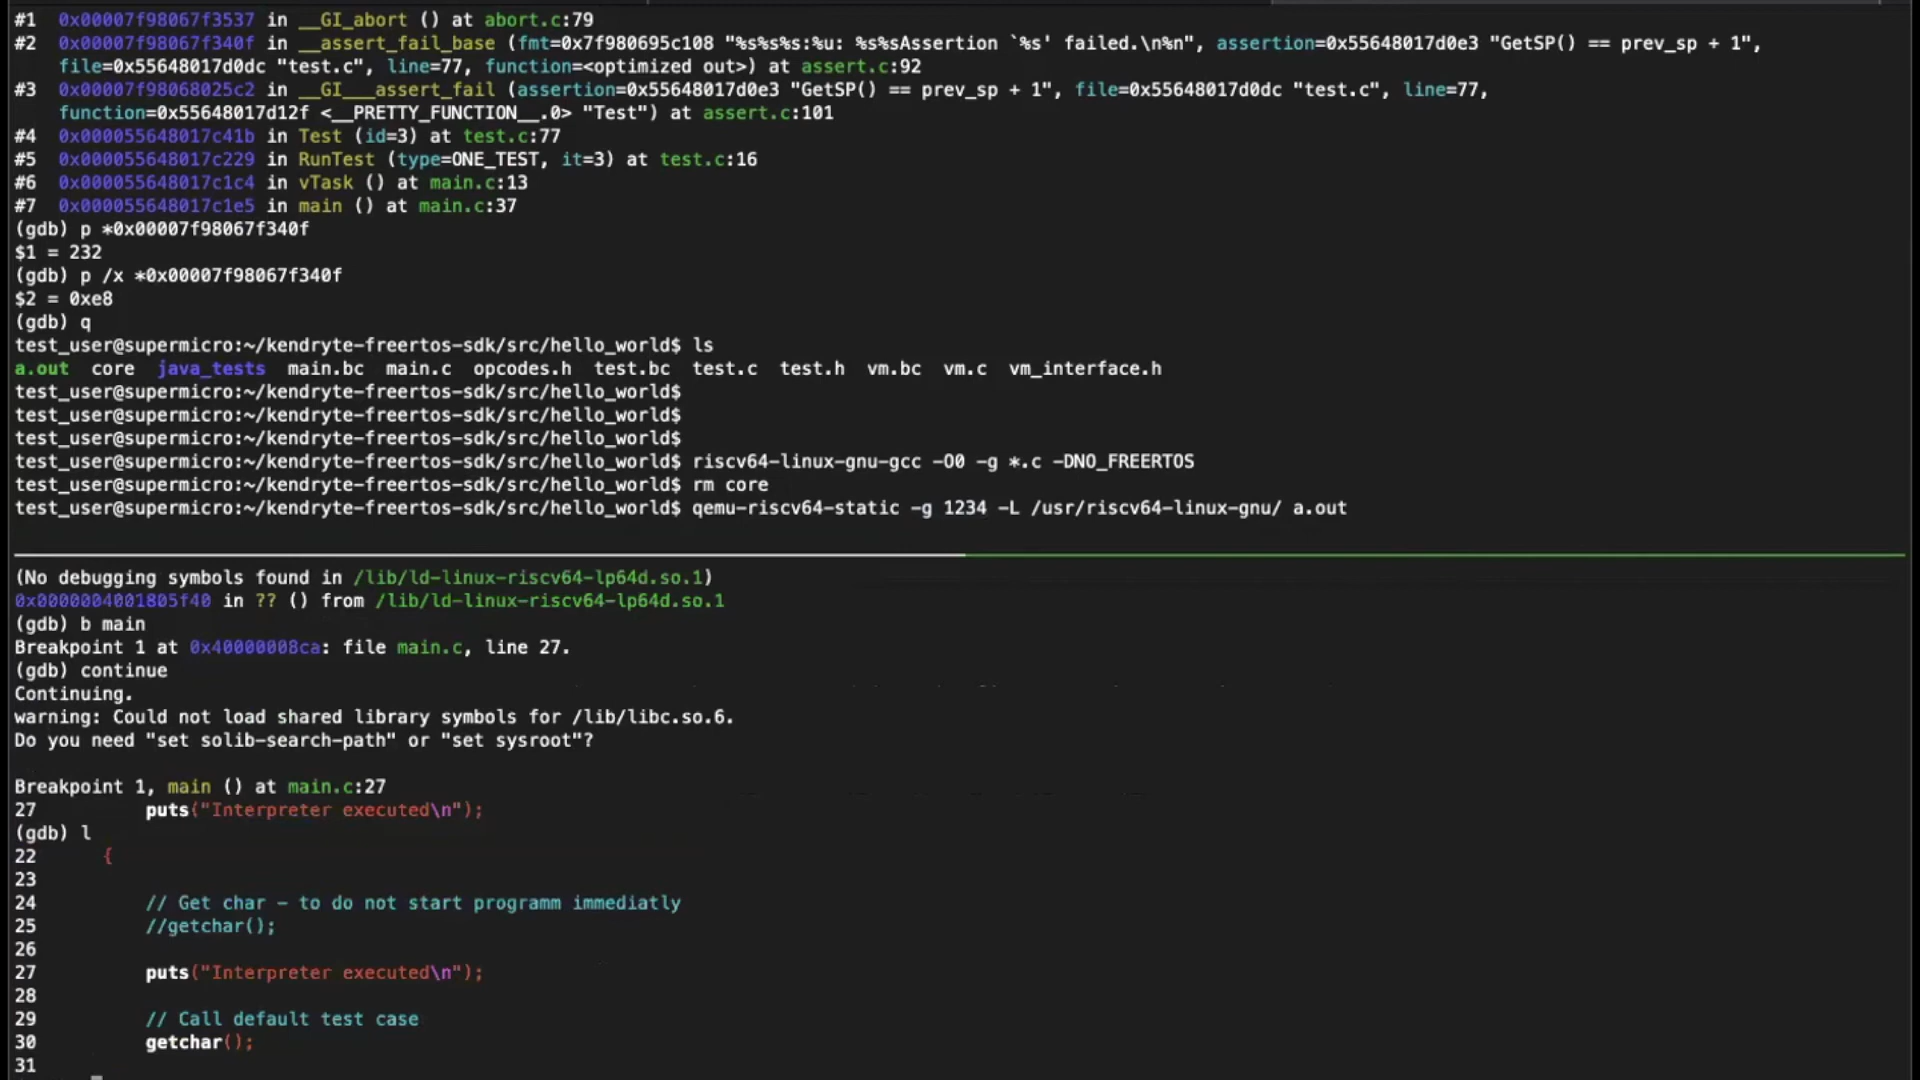 #1  0x00007f98067f3537 in __GI_abort () at abort.c:79
#2  0x00007f98067f340f in __assert_fail_base (fmt=0x7f980695c108 "%s%s%s:%u: %s%sAssertion `%s' failed.\n%n", assertion=0x55648017d0e3 "GetSP() == prev_sp + 1",
file=0x55648017d0dc "test.c", line=77, function=<optimized out>) at assert.c:92
#3  0x00007f98068025c2 in __GI___assert_fail (assertion=0x55648017d0e3 "GetSP() == prev_sp + 1", file=0x55648017d0dc "test.c", line=77,
function=0x55648017d12f <__PRETTY_FUNCTION__.0> "Test") at assert.c:101
#4  0x000055648017c41b in Test (id=3) at test.c:77
#5  0x000055648017c229 in RunTest (type=ONE_TEST, it=3) at test.c:16
#6  0x000055648017c1c4 in vTask () at main.c:13
#7  0x000055648017c1e5 in main () at main.c:37
(gdb) p *0x00007f98067f340f
$1 = 232
(gdb) p /x *0x00007f98067f340f
$2 = 0xe8
(gdb) q
test_user@supermicro:~/kendryte-freertos-sdk/src/hello_world$ ls
a.out  core  java_tests  main.bc  main.c  opcodes.h  test.bc  test.c  test.h  vm.bc  vm.c  vm_interface.h
test_user@supermicro:~/kendryte-freertos-sdk/src/hello_world$
test_user@supermicro:~/kendryte-freertos-sdk/src/hello_world$
test_user@supermicro:~/kendryte-freertos-sdk/src/hello_world$
test_user@supermicro:~/kendryte-freertos-sdk/src/hello_world$ riscv64-linux-gnu-gcc -O0 -g *.c -DNO_FREERTOS
test_user@supermicro:~/kendryte-freertos-sdk/src/hello_world$ rm core
test_user@supermicro:~/kendryte-freertos-sdk/src/hello_world$ qemu-riscv64-static -g 1234 -L /usr/riscv64-linux-gnu/ a.out
(No debugging symbols found in /lib/ld-linux-riscv64-lp64d.so.1)
0x0000004001805f40 in ?? () from /lib/ld-linux-riscv64-lp64d.so.1
(gdb) b main
Breakpoint 1 at 0x40000008ca: file main.c, line 27.
(gdb) continue
Continuing.
warning: Could not load shared library symbols for /lib/libc.so.6.
Do you need "set solib-search-path" or "set sysroot"?
Breakpoint 1, main () at main.c:27
27 puts("Interpreter executed\n");
(gdb) l
22 {
23
24 // Get char - to do not start programm immediatly
25 //getchar();
26
27 puts("Interpreter executed\n");
28
29 // Call default test case
30 getchar();
31